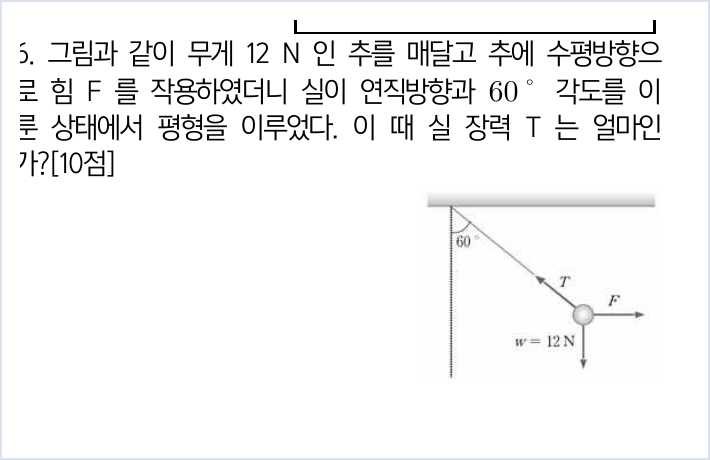 6. 그림과 같이 무게 12 N 인 추를 매달고 추에 수평방향으
로 힘 F 를 작용하였더니 실이 연직방향과 60° 각도를 이
룬 상태에서 평형을 이루었다. 이 때 실 장력 T 는 얼마인
가?[10점]
60°
T
F
w = 12 N